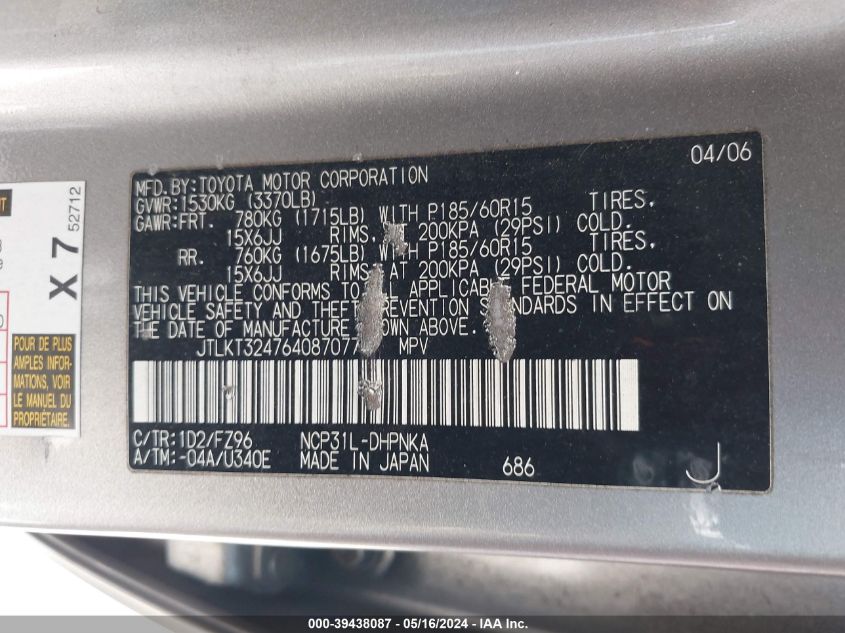 04/06
MFD. BY:TOYOTA MOTOR CORPORATION
GVWR:1530KG (3370LB)
GAWR:FRT. 780KG (1715LB) WITH P185/60R15 TIRES,
15X6JJ RIMS, 200KPA (29PSI) COLD.
RR. 760KG (1675LB) WITH P185/60R15 TIRES,
15X6JJ RIMS, AT 200KPA (29PSI) COLD.
THIS VEHICLE CONFORMS TO APPLICABLE FEDERAL MOTOR
VEHICLE SAFETY AND THEFT PREVENTION STANDARDS IN EFFECT ON
THE DATE OF MANUFACTURE ABOVE.
JTLKT324764087077 MPV
C/TR:1D2/FZ96 NCP31L-DHPNKA
A/TM:-04A/U340E MADE IN JAPAN 686 J
X 7 52712
POUR DE PLUS
AMPLES INFOR-
MATIONS, VOIR
LE MANUEL DU
PROPRIÉTAIRE.
000-39438087 - 05/16/2024 - IAA Inc.